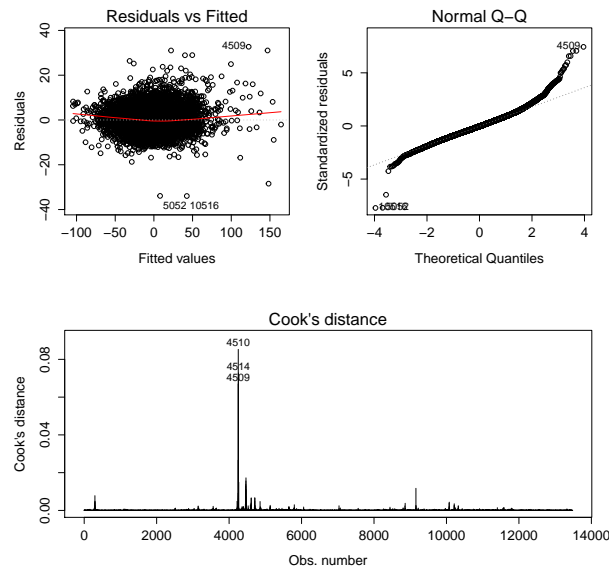 Residuals vs Fitted
Residuals
40
20
0
−20
−40
4509
5052 10516
−100 −50 0 50 100 150
Fitted values
Normal Q−Q
Standardized residuals
5
0
−5
4509
−4 −2 0 2 4
Theoretical Quantiles
Cook's distance
Cook's distance
0.08
0.04
0.00
4510
4514
4509
0 2000 4000 6000 8000 10000 12000 14000
Obs. number